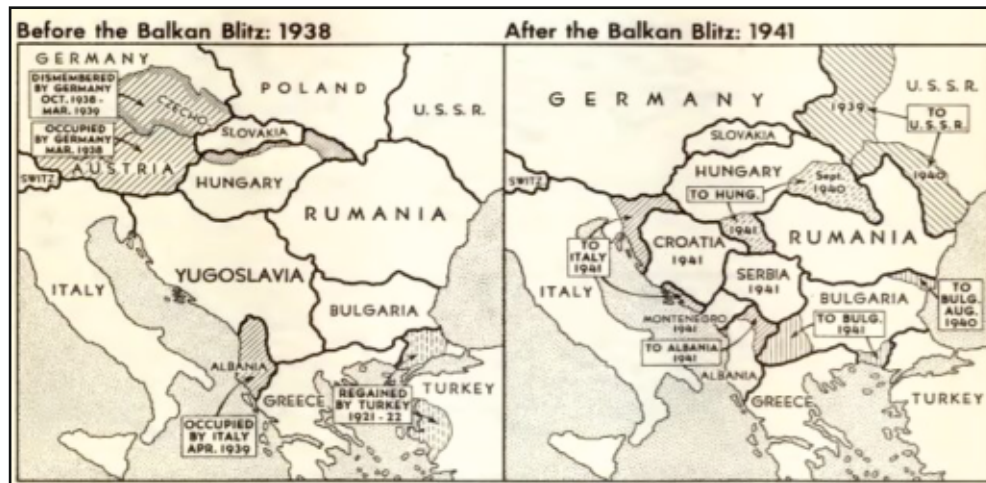 Before the Balkan Blitz: 1938
GERMANY
DISMEMBERED
BY GERMANY
OCT. 1938 -
MAR. 1939
CZECHO
POLAND
U.S.S.R.
OCCUPIED
BY GERMANY
MAR. 1938
SLOVAKIA
AUSTRIA
SWITZ
HUNGARY
RUMANIA
YUGOSLAVIA
ITALY
BULGARIA
ALBANIA
GREECE
TURKEY
REGAINED
BY TURKEY
1921 - 22
OCCUPIED
BY ITALY
APR. 1939
After the Balkan Blitz: 1941
GERMANY
1939
U.S.S.R.
TO
U.S.S.R.
SLOVAKIA
HUNGARY
SWITZ
Sept.
1940
1940
TO HUNG.
1941
RUMANIA
CROATIA
1941
TO
ITALY
1941
SERBIA
1941
ITALY
BULGARIA
TO
BULG.
AUG.
1940
MONTENEGRO
1941
TO BULG.
1941
TO ALBANIA
1941
ALBANIA
GREECE
TURKEY